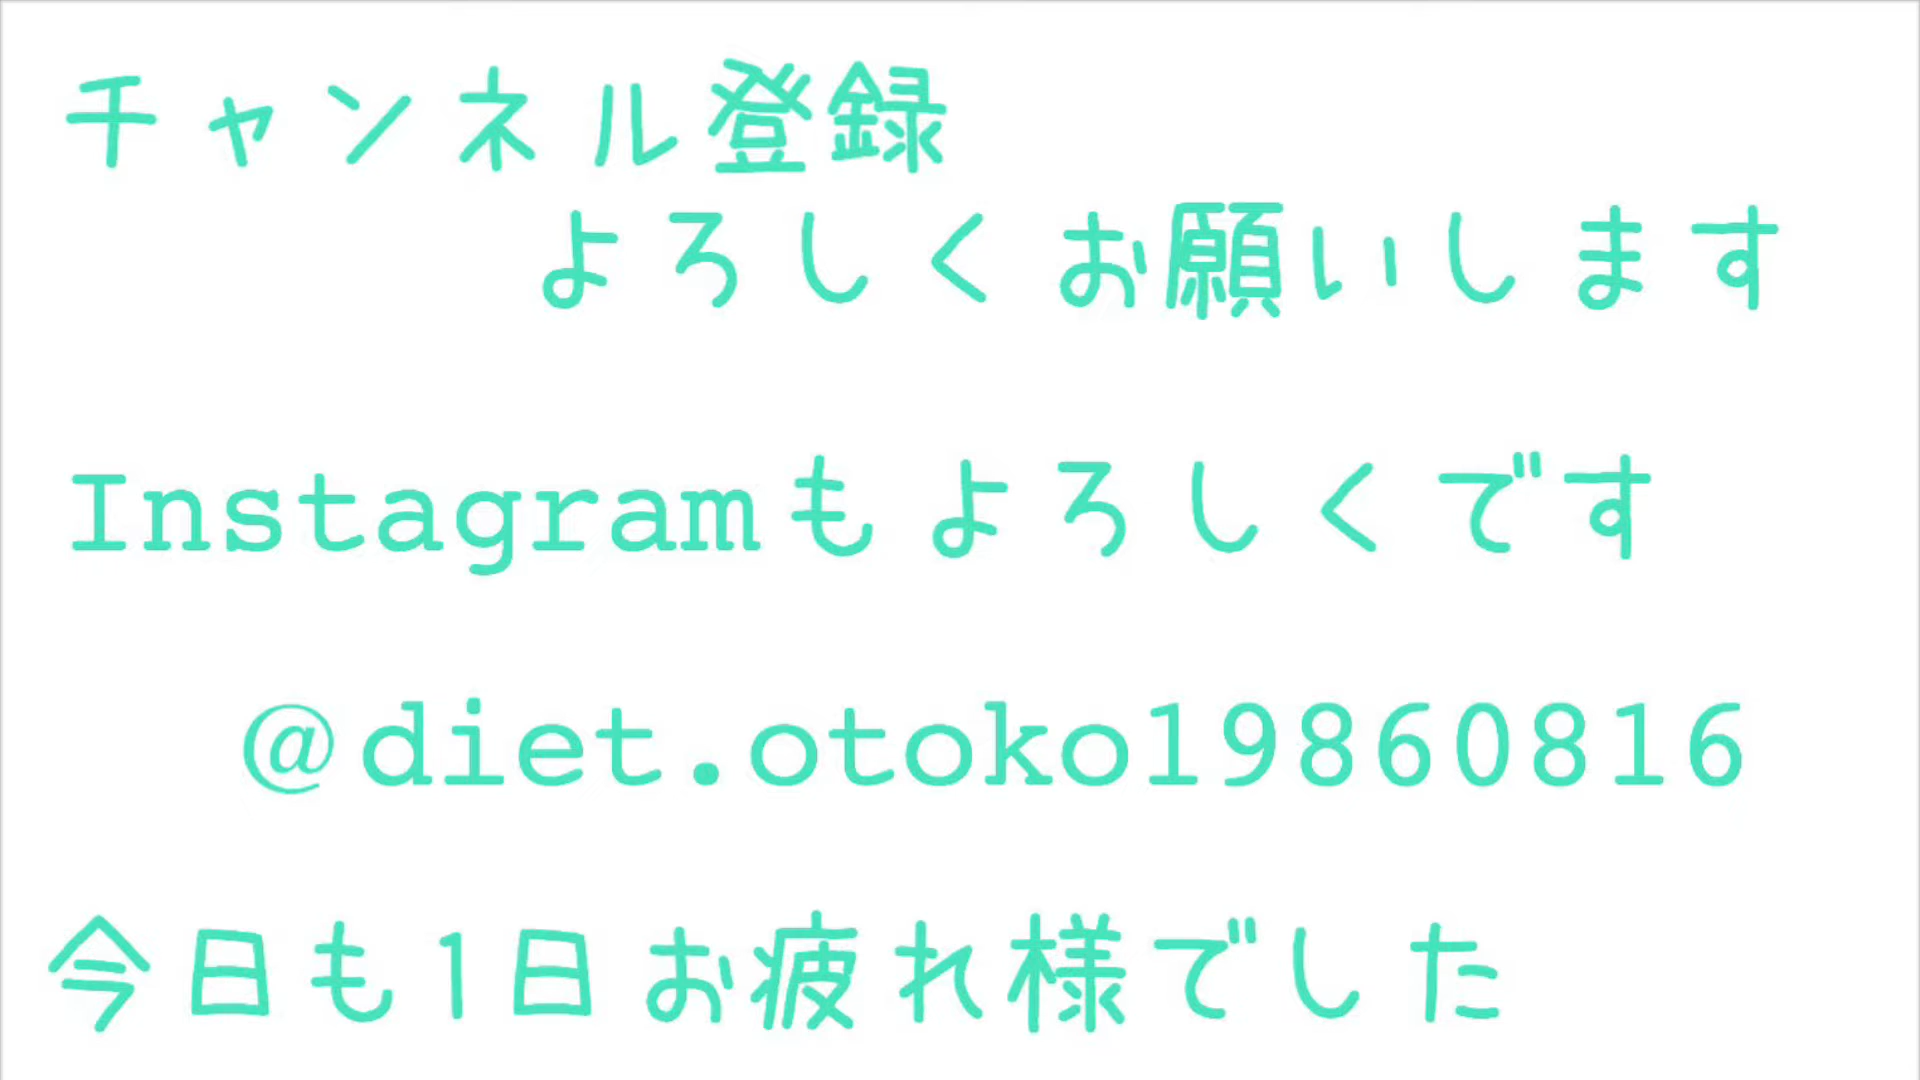 チャンネル登録
よろしくお願いします
Instagramもよろしくです
@diet.otoko19860816
今日も1日お疲れ様でした